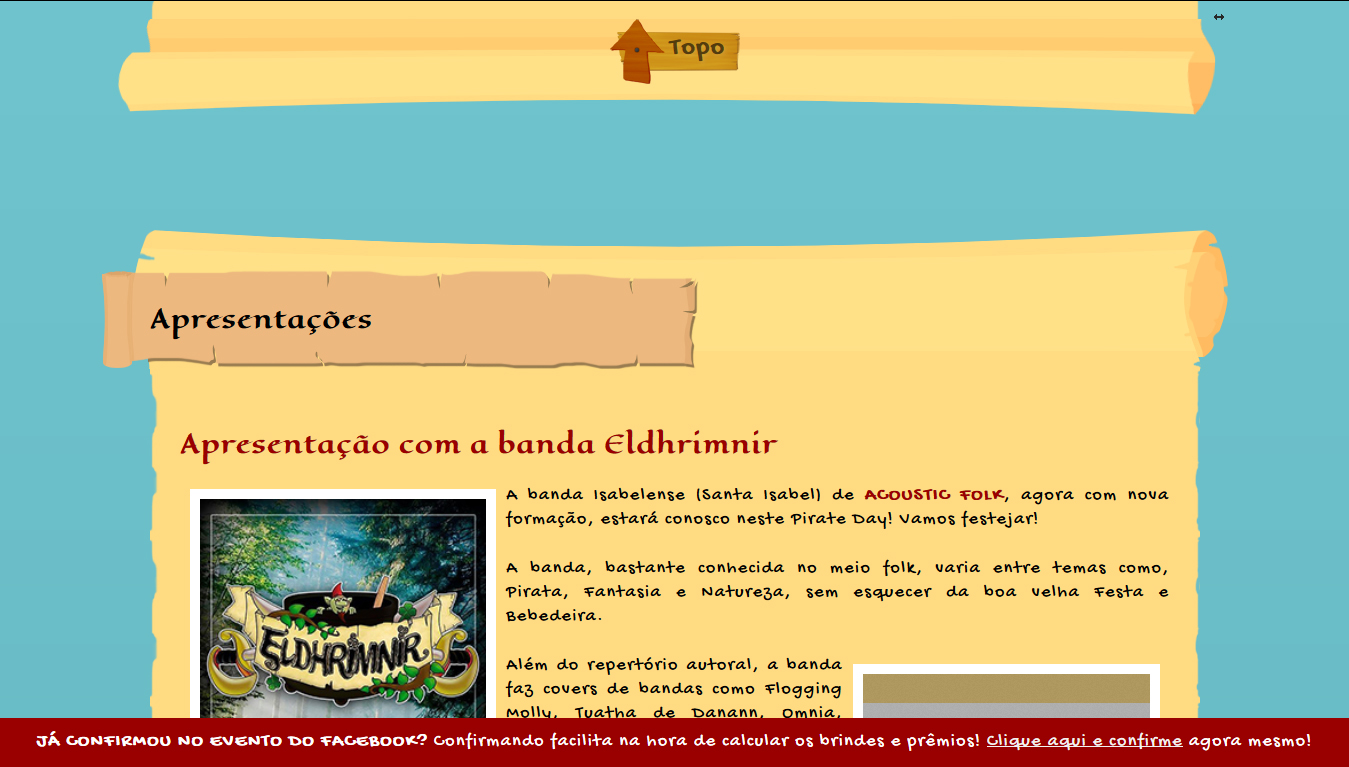 Topo
Apresentações
Apresentação com a banda Eldhrimnir
ELDHRIMNIR
A banda Isabelense (Santa Isabel) de ACOUSTIC FOLK, agora com nova
formação, estará conosco neste Pirate Day! Vamos festejar!
A banda, bastante conhecida no meio folk, varia entre temas como,
Pirata, Fantasia e Natureza, sem esquecer da boa velha Festa e
Bebedeira.
Além do repertório autoral, a banda
faz covers de bandas como Flogging
Molly, Tuatha de Danann, Omnia,
JÁ CONFIRMOU NO EVENTO DO FACEBOOK? Confirmando facilita na hora de calcular os brindes e prêmios! Clique aqui e confirme agora mesmo!